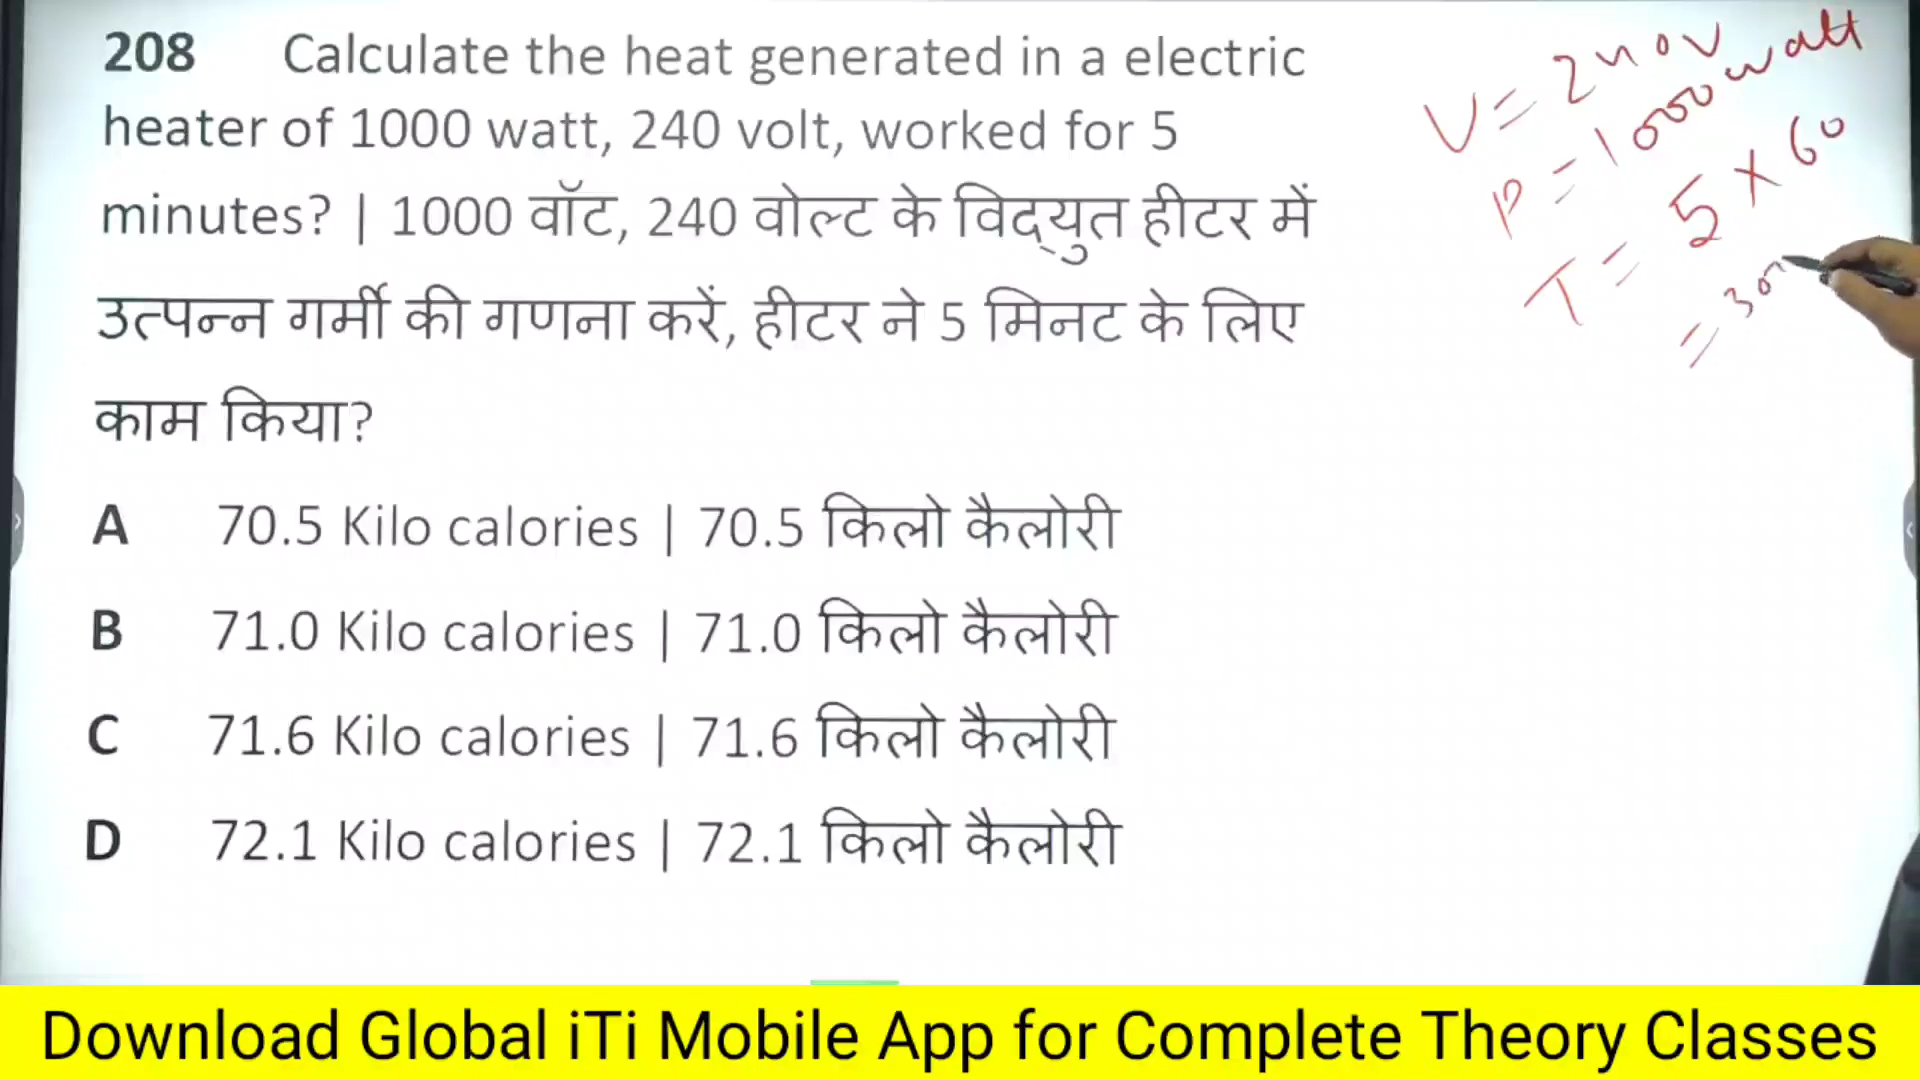 208 Calculate the heat generated in a electric
heater of 1000 watt, 240 volt, worked for 5
minutes? | 1000 वॉट, 240 वोल्ट के विद्युत हीटर में
उत्पन्न गर्मी की गणना करें, हीटर ने 5 मिनट के लिए
काम किया?
A 70.5 Kilo calories | 70.5 किलो कैलोरी
B 71.0 Kilo calories | 71.0 किलो कैलोरी
C 71.6 Kilo calories | 71.6 किलो कैलोरी
D 72.1 Kilo calories | 72.1 किलो कैलोरी
V = 240V
P = 1000 watt
T = 5 x 60
= 300
Download Global iTi Mobile App for Complete Theory Classes